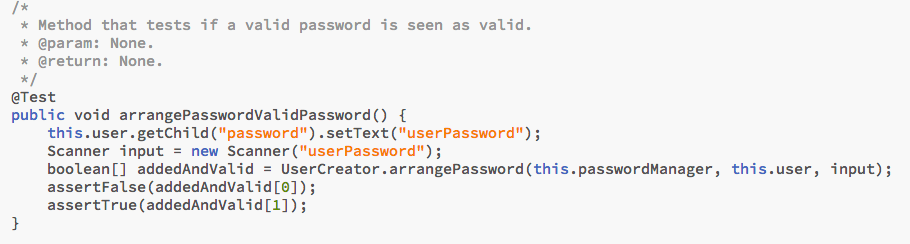 /*
 * Method that tests if a valid password is seen as valid.
 * @param: None.
 * @return: None.
 */
@Test
public void arrangePasswordValidPassword() {
    this.user.getChild("password").setText("userPassword");
    Scanner input = new Scanner("userPassword");
    boolean[] addedAndValid = UserCreator.arrangePassword(this.passwordManager, this.user, input);
    assertFalse(addedAndValid[0]);
    assertTrue(addedAndValid[1]);
}